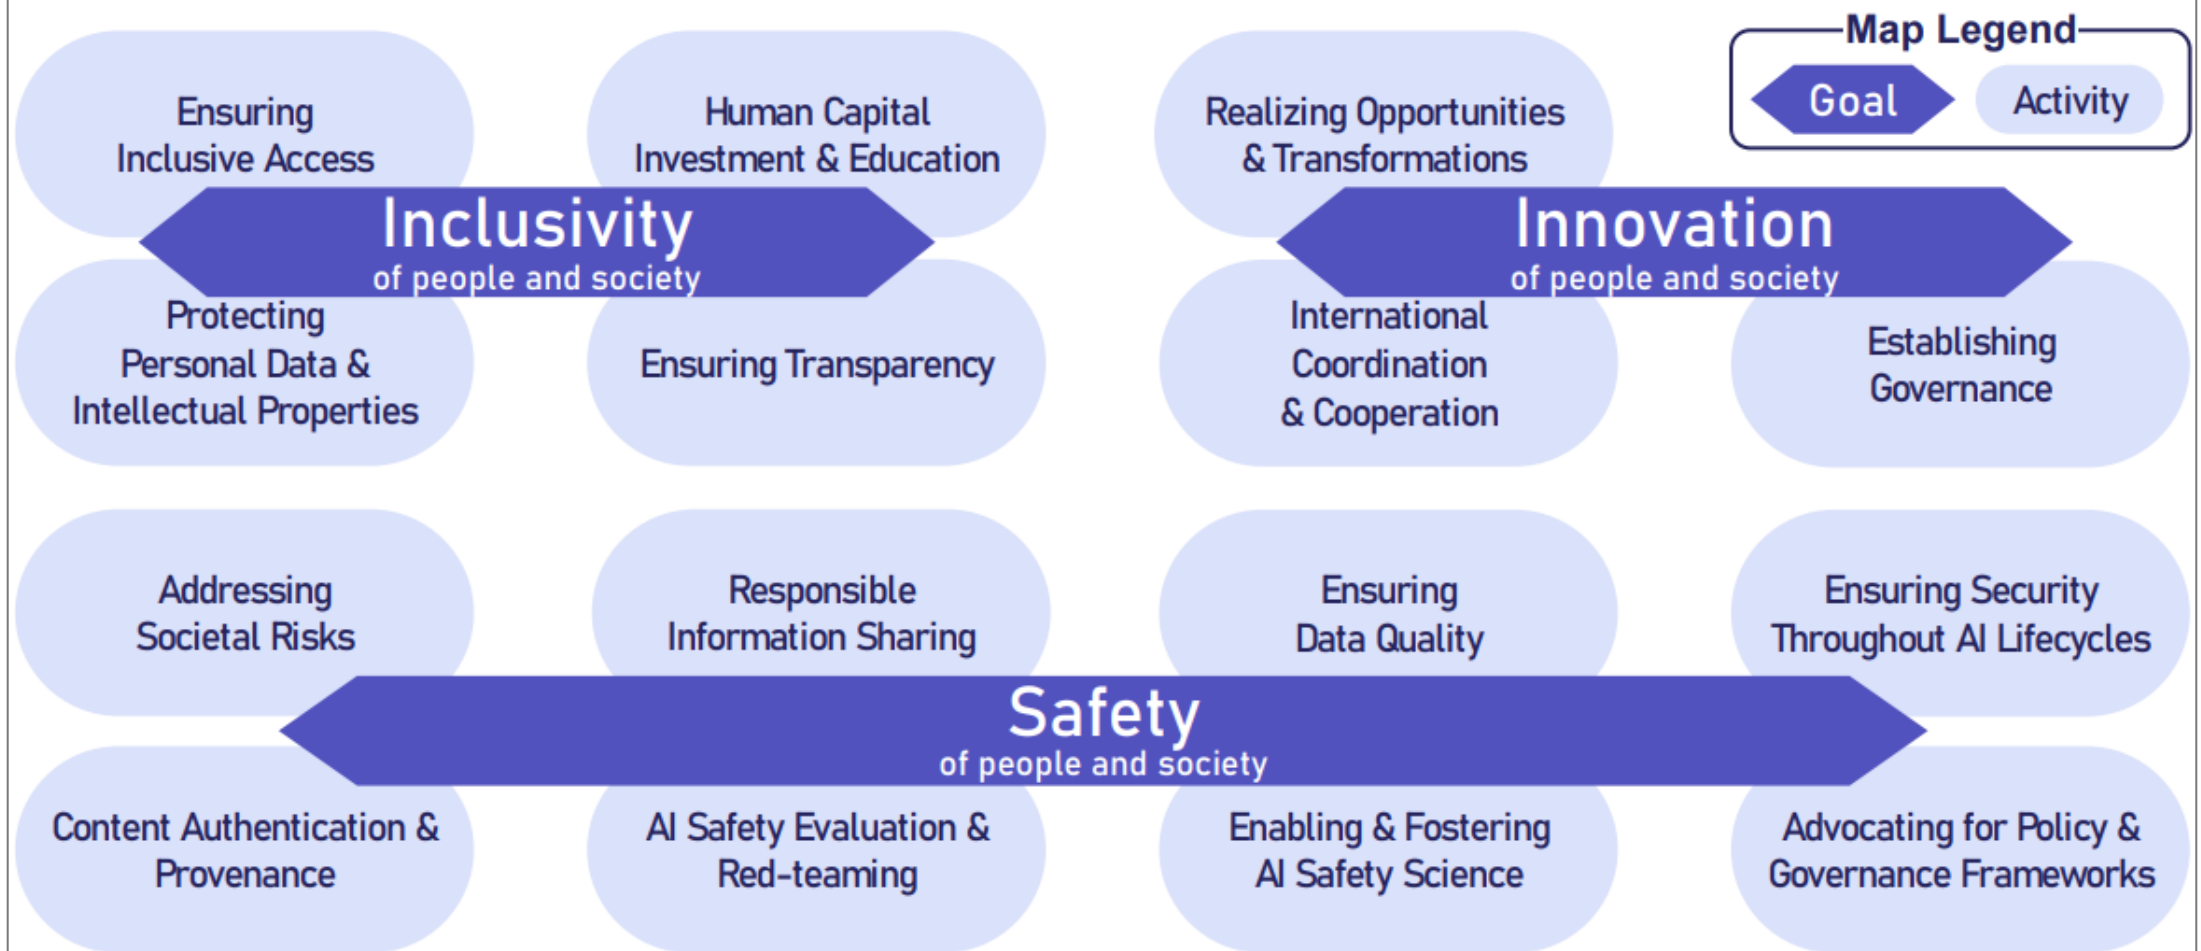 Map Legend
Goal
Activity
Ensuring
Inclusive Access
Human Capital
Investment & Education
Realizing Opportunities
& Transformations
Inclusivity
of people and society
Innovation
of people and society
Protecting
Personal Data &
Intellectual Properties
Ensuring Transparency
International
Coordination
& Cooperation
Establishing
Governance
Addressing
Societal Risks
Responsible
Information Sharing
Ensuring
Data Quality
Ensuring Security
Throughout AI Lifecycles
Safety
of people and society
Content Authentication &
Provenance
AI Safety Evaluation &
Red-teaming
Enabling & Fostering
AI Safety Science
Advocating for Policy &
Governance Frameworks